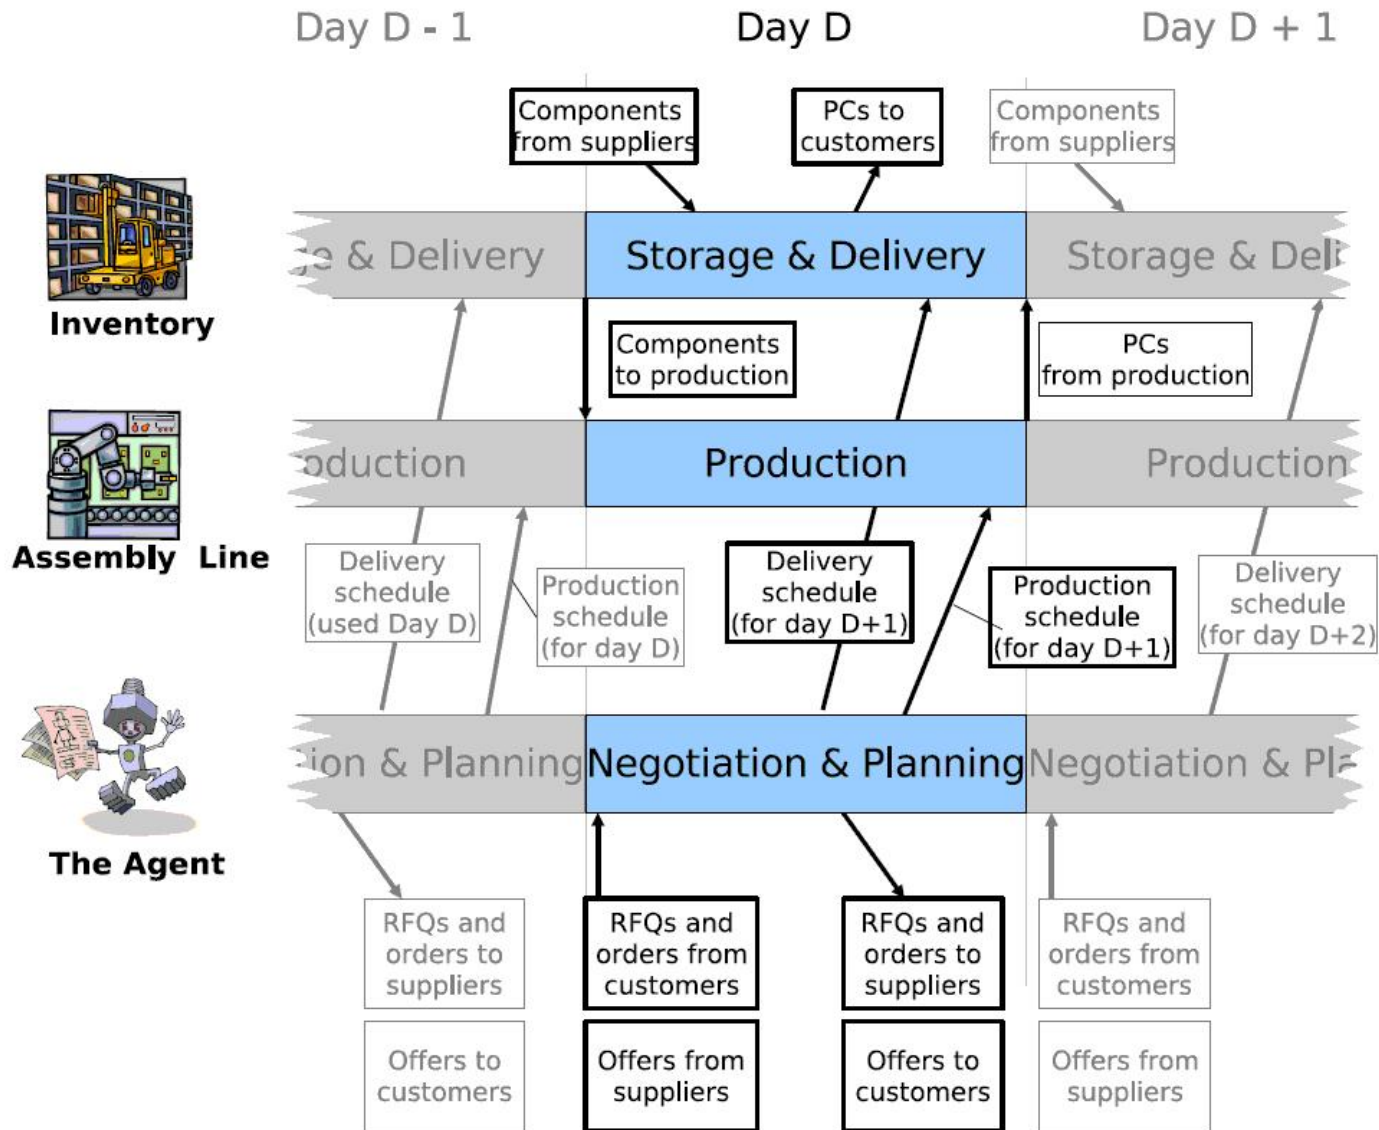 Day D - 1
Day D
Day D + 1
Components
from suppliers
PCs to
customers
Components
from suppliers
ge & Delivery
Storage & Delivery
Storage & Deli
Inventory
Components
to production
PCs
from production
oduction
Production
Production
Assembly Line
Delivery
schedule
(used Day D)
Production
schedule
(for day D)
Delivery
schedule
(for day D+1)
Production
schedule
(for day D+1)
Delivery
schedule
(for day D+2)
ion & Planning
Negotiation & Planning
Negotiation & Pla
The Agent
RFQs and
orders to
suppliers
RFQs and
orders from
customers
RFQs and
orders to
suppliers
RFQs and
orders from
customers
Offers to
customers
Offers from
suppliers
Offers to
customers
Offers from
suppliers